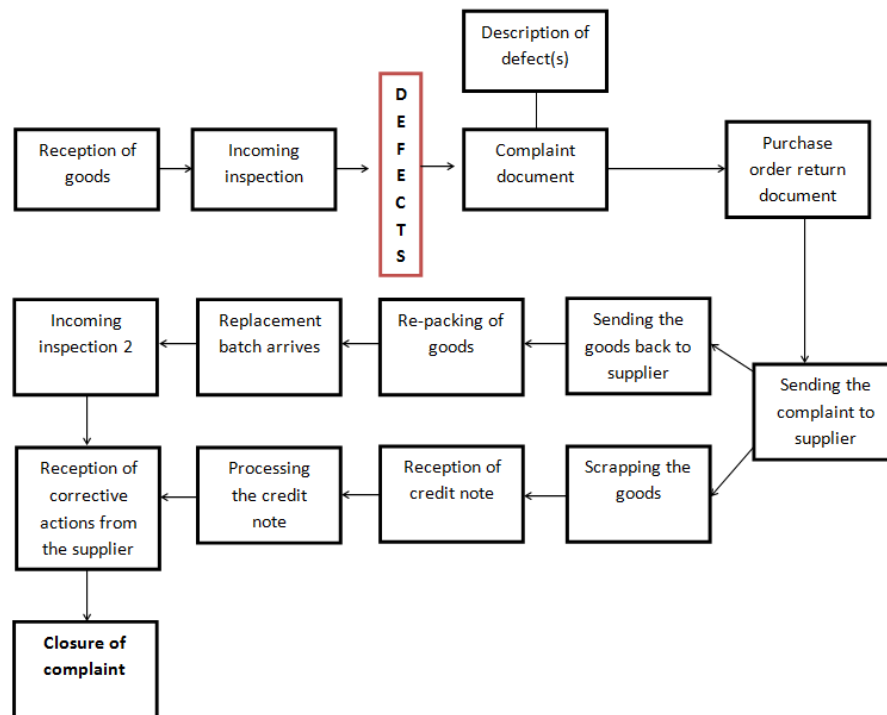 Description of
defect(s)
Reception of
goods
Incoming
inspection
D
E
F
E
C
T
S
Complaint
document
Purchase
order return
document
Incoming
inspection 2
Replacement
batch arrives
Re-packing of
goods
Sending the
goods back to
supplier
Sending the
complaint to
supplier
Reception of
corrective
actions from
the supplier
Processing
the credit
note
Reception of
credit note
Scrapping the
goods
Closure of
complaint